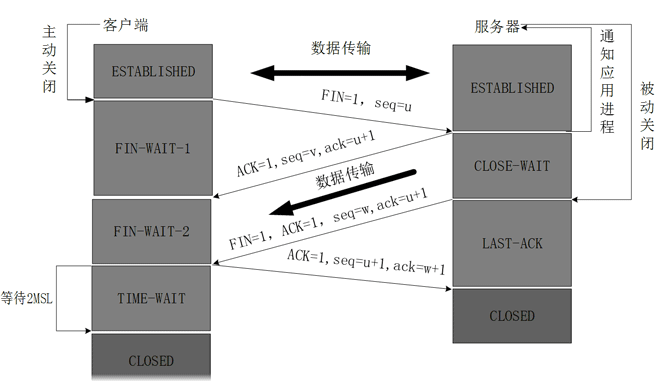 客户端
服务器
主动关闭
数据传输
通知应用进程
被动关闭
ESTABLISHED
ESTABLISHED
FIN=1, seq=u
FIN-WAIT-1
ACK=1,seq=v,ack=u+1
CLOSE-WAIT
数据传输
FIN-WAIT-2
FIN=1, ACK=1, seq=w,ack=u+1
LAST-ACK
ACK=1,seq=u+1,ack=w+1
等待2MSL
TIME-WAIT
CLOSED
CLOSED